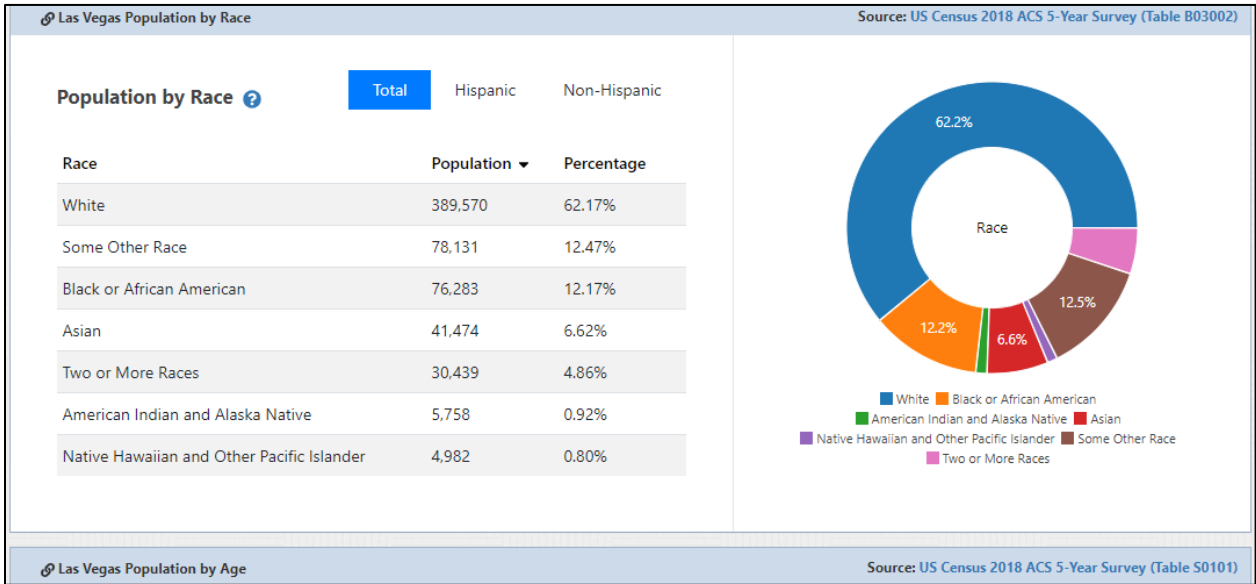 Las Vegas Population by Race
Source: US Census 2018 ACS 5-Year Survey (Table B03002)
Population by Race ?
Total Hispanic Non-Hispanic
Race Population Percentage
White 389,570 62.17%
Some Other Race 78,131 12.47%
Black or African American 76,283 12.17%
Asian 41,474 6.62%
Two or More Races 30,439 4.86%
American Indian and Alaska Native 5,758 0.92%
Native Hawaiian and Other Pacific Islander 4,982 0.80%
62.2%
Race
12.5%
12.2%
6.6%
White Black or African American
American Indian and Alaska Native Asian
Native Hawaiian and Other Pacific Islander Some Other Race
Two or More Races
Las Vegas Population by Age
Source: US Census 2018 ACS 5-Year Survey (Table S0101)